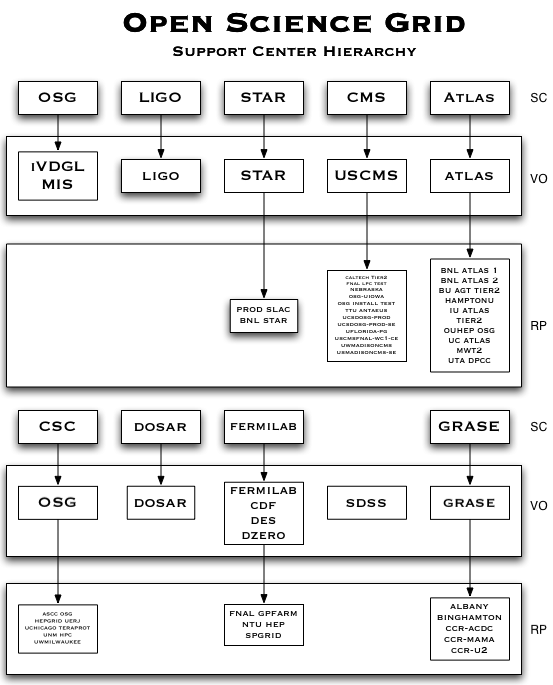 Open Science Grid
Support Center Hierarchy
OSG
LIGO
STAR
CMS
Atlas
SC
iVDGL
MIS
LIGO
STAR
USCMS
ATLAS
VO
PROD SLAC
BNL STAR
CALTECH TIER2
FNAL LPC TEST
NEBRASKA
OSG-UIOWA
OSG INSTALL TEST
TTU ANTAEUS
UCSDOSG-PROD
UCSDOSG-PROD-SE
UFLORIDA-PG
USCMSFNAL-WC1-CE
UWMADISONCMS
USMADISONCMS-SE
BNL ATLAS 1
BNL ATLAS 2
BU AGT TIER2
HAMPTONU
IU ATLAS
TIER2
OUHEP OSG
UC ATLAS
MWT2
UTA DPCC
RP
CSC
DOSAR
FERMILAB
GRASE
SC
OSG
DOSAR
FERMILAB
CDF
DES
DZERO
SDSS
GRASE
VO
ASCC OSG
HEPGRID UERJ
UCHICAGO TERAPROT
UNM HPC
UWMILWAUKEE
FNAL GPFARM
NTU HEP
SPGRID
ALBANY
BINGHAMTON
CCR-ACDC
CCR-MAMA
CCR-U2
RP